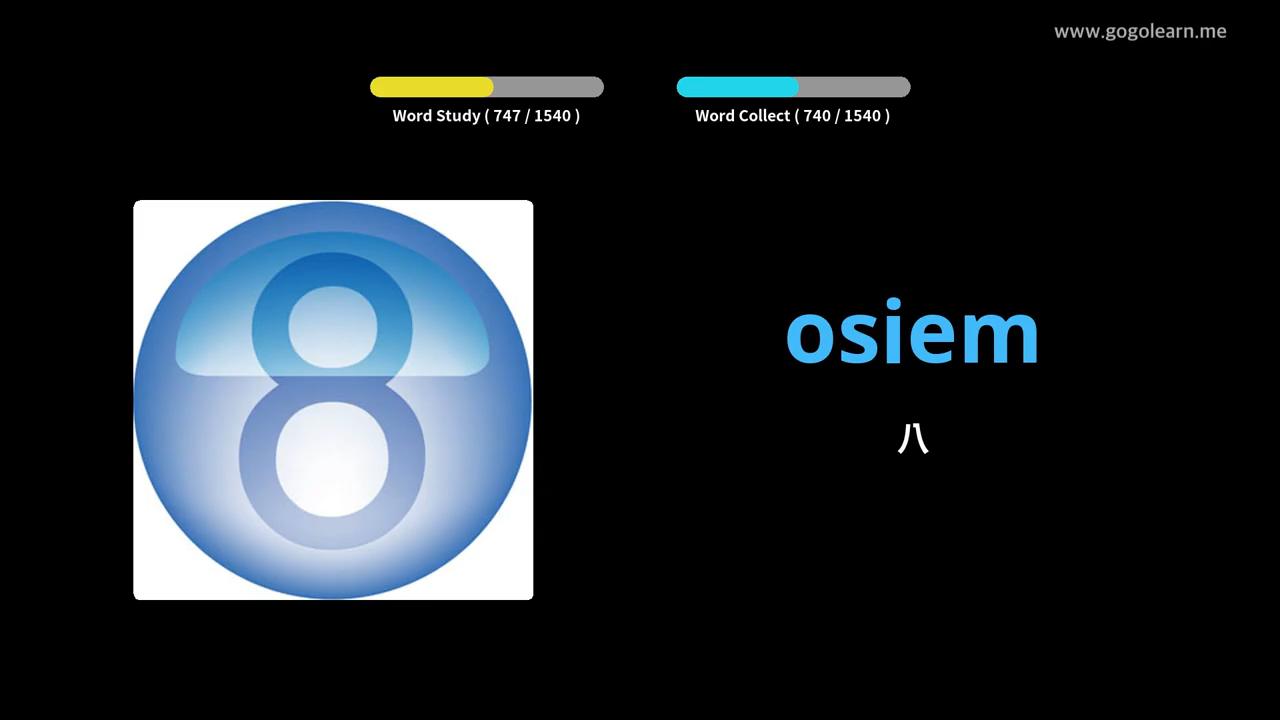 www.gogolearn.me
Word Study ( 747 / 1540 )
Word Collect ( 740 / 1540 )
8
osiem
八